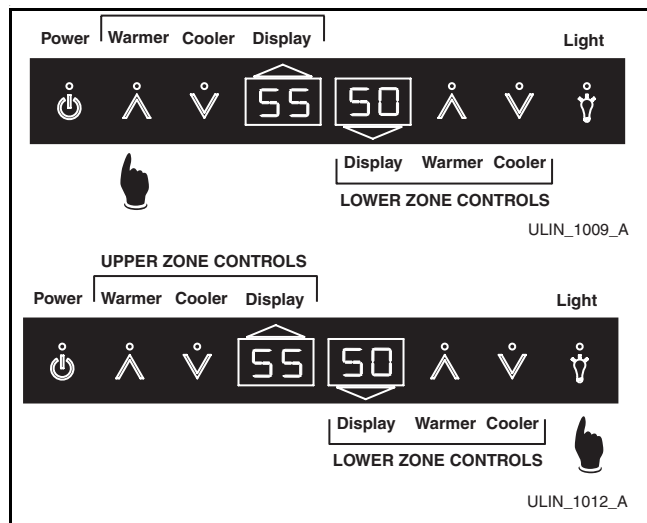 Power Warmer Cooler Display Light
55 50
Display Warmer Cooler
LOWER ZONE CONTROLS
ULIN_1009_A
UPPER ZONE CONTROLS
Power Warmer Cooler Display Light
55 50
Display Warmer Cooler
LOWER ZONE CONTROLS
ULIN_1012_A